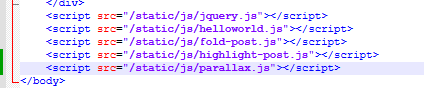 </div>
<script src="/static/js/jquery.js"></script>
<script src="/static/js/helloworld.js"></script>
<script src="/static/js/fold-post.js"></script>
<script src="/static/js/highlight-post.js"></script>
<script src="/static/js/parallax.js"></script>
</body>